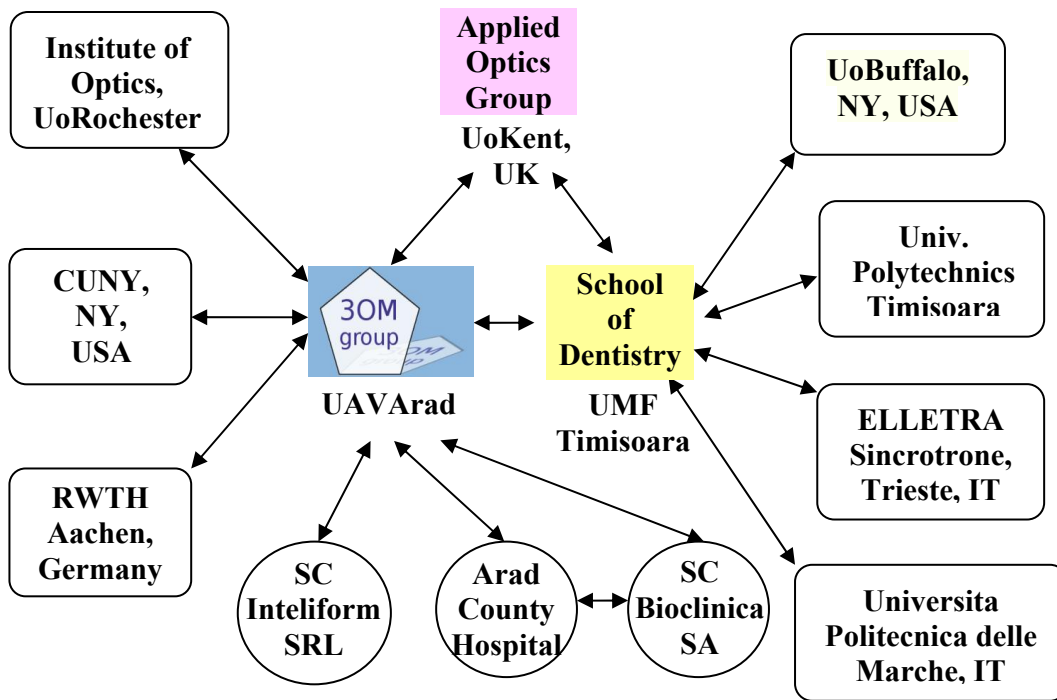 Institute of
Optics,
UoRochester
Applied
Optics
Group
UoKent,
UK
UoBuffalo,
NY, USA
CUNY,
NY,
USA
3OM
group
3OM
group
UAVArad
School
of
Dentistry
UMF
Timisoara
Univ.
Polytechnics
Timisoara
ELLETRA
Sincrotrone,
Trieste, IT
RWTH
Aachen,
Germany
SC
Inteliform
SRL
Arad
County
Hospital
SC
Bioclinica
SA
Universita
Politecnica delle
Marche, IT